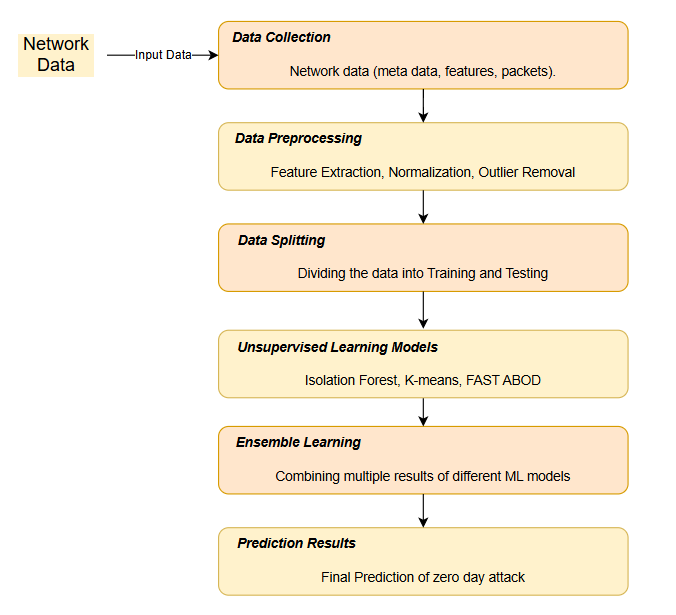 Network
Data
Input Data
Data Collection
Network data (meta data, features, packets).
Data Preprocessing
Feature Extraction, Normalization, Outlier Removal
Data Splitting
Dividing the data into Training and Testing
Unsupervised Learning Models
Isolation Forest, K-means, FAST ABOD
Ensemble Learning
Combining multiple results of different ML models
Prediction Results
Final Prediction of zero day attack